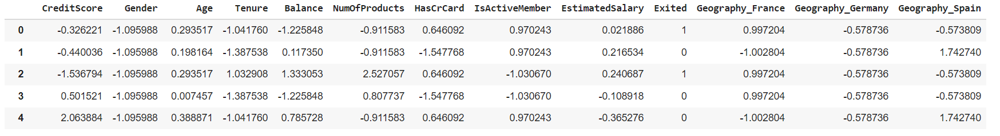 CreditScore Gender Age Tenure Balance NumOfProducts HasCrCard IsActiveMember EstimatedSalary Exited Geography_France Geography_Germany Geography_Spain
0 -0.326221 -1.095988 0.293517 -1.041760 -1.225848 -0.911583 0.646092 0.970243 0.021886 1 0.997204 -0.578736 -0.573809
1 -0.440036 -1.095988 0.198164 -1.387538 0.117350 -0.911583 -1.547768 0.970243 0.216534 0 -1.002804 -0.578736 1.742740
2 -1.536794 -1.095988 0.293517 1.032908 1.333053 2.527057 0.646092 -1.030670 0.240687 1 0.997204 -0.578736 -0.573809
3 0.501521 -1.095988 0.007457 -1.387538 -1.225848 0.807737 -1.547768 -1.030670 -0.108918 0 0.997204 -0.578736 -0.573809
4 2.063884 -1.095988 0.388871 -1.041760 0.785728 -0.911583 0.646092 0.970243 -0.365276 0 -1.002804 -0.578736 1.742740